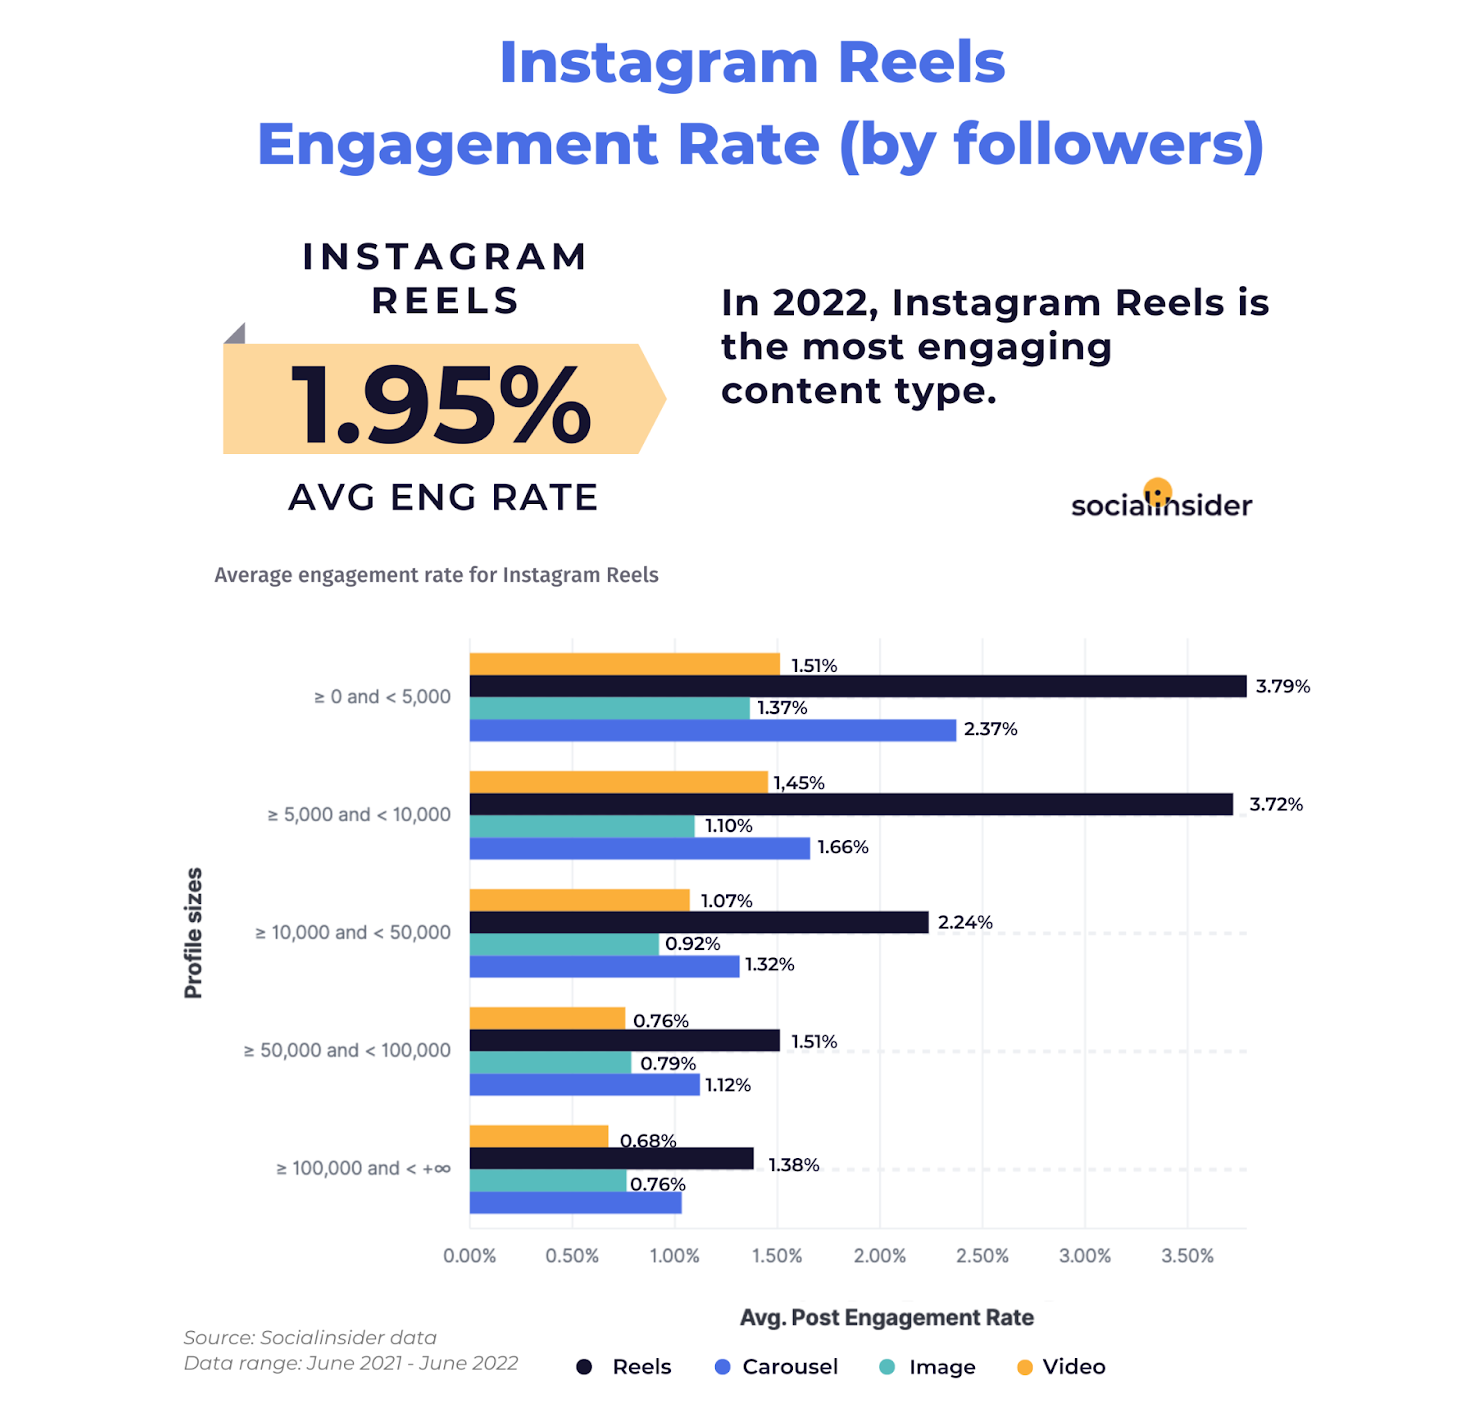 Instagram Reels
Engagement Rate (by followers)
INSTAGRAM
REELS
1.95%
AVG ENG RATE
In 2022, Instagram Reels is
the most engaging
content type.
socialinsider
Average engagement rate for Instagram Reels
Profile sizes
≥ 0 and < 5,000
1.51%
3.79%
1.37%
2.37%
≥ 5,000 and < 10,000
1,45%
3.72%
1.10%
1.66%
≥ 10,000 and < 50,000
1.07%
2.24%
0.92%
1.32%
≥ 50,000 and < 100,000
0.76%
1.51%
0.79%
1.12%
≥ 100,000 and < +∞
0.68%
1.38%
0.76%
0.00% 0.50% 1.00% 1.50% 2.00% 2.50% 3.00% 3.50%
Avg. Post Engagement Rate
Source: Socialinsider data
Data range: June 2021 - June 2022
Reels Carousel Image Video